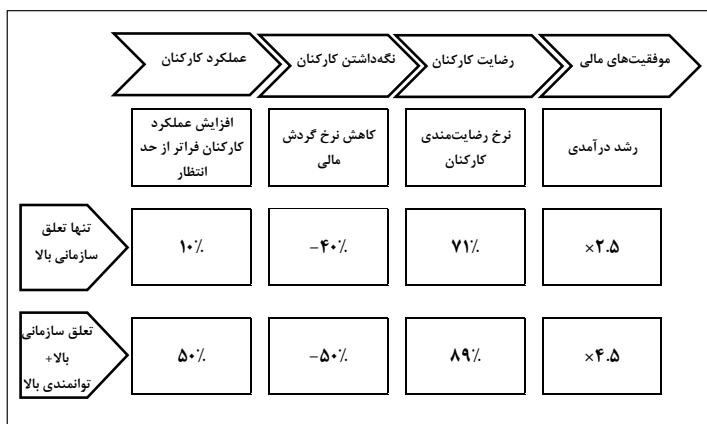 عملکرد کارکنان
نگه‌داشتن کارکنان
رضایت کارکنان
موفقیت‌های مالی
افزایش عملکرد
کارکنان فراتر از حد
انتظار
کاهش نرخ گردش
مالی
نرخ رضایت‌مندی
کارکنان
رشد درآمدی
تنها تعلق
سازمانی بالا
۱۰٪
-۴۰٪
۷۱٪
×۲.۵
تعلق سازمانی
بالا+
توانمندی بالا
۵۰٪
-۵۰٪
۸۹٪
×۴.۵